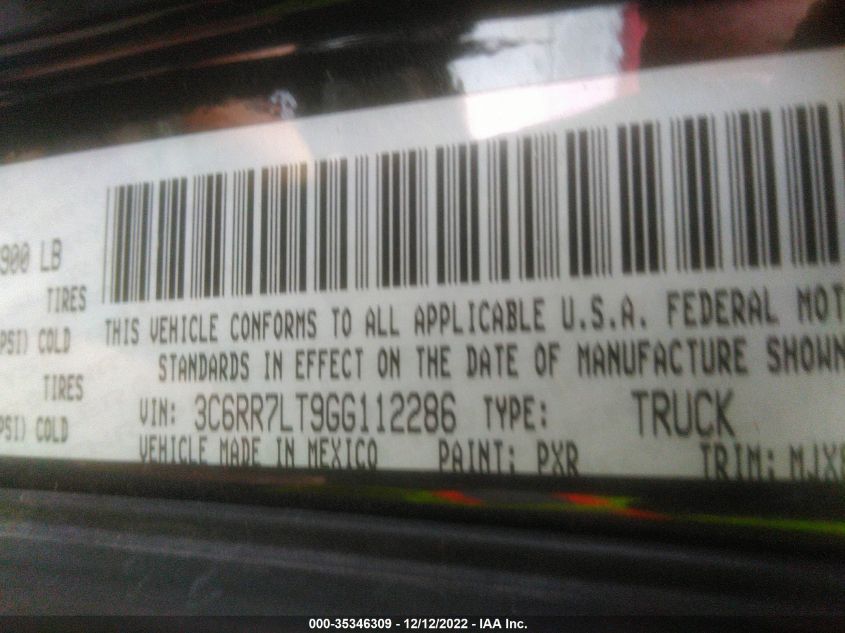 900 LB
TIRES
PSI) COLD
TIRES
PSI) COLD
THIS VEHICLE CONFORMS TO ALL APPLICABLE U.S.A. FEDERAL MOT
STANDARDS IN EFFECT ON THE DATE OF MANUFACTURE SHOWN
VIN: 3C6RR7LT9GG112286 TYPE: TRUCK
VEHICLE MADE IN MEXICO PAINT: PXR TRIM: MJX
000-35346309 - 12/12/2022 - IAA Inc.